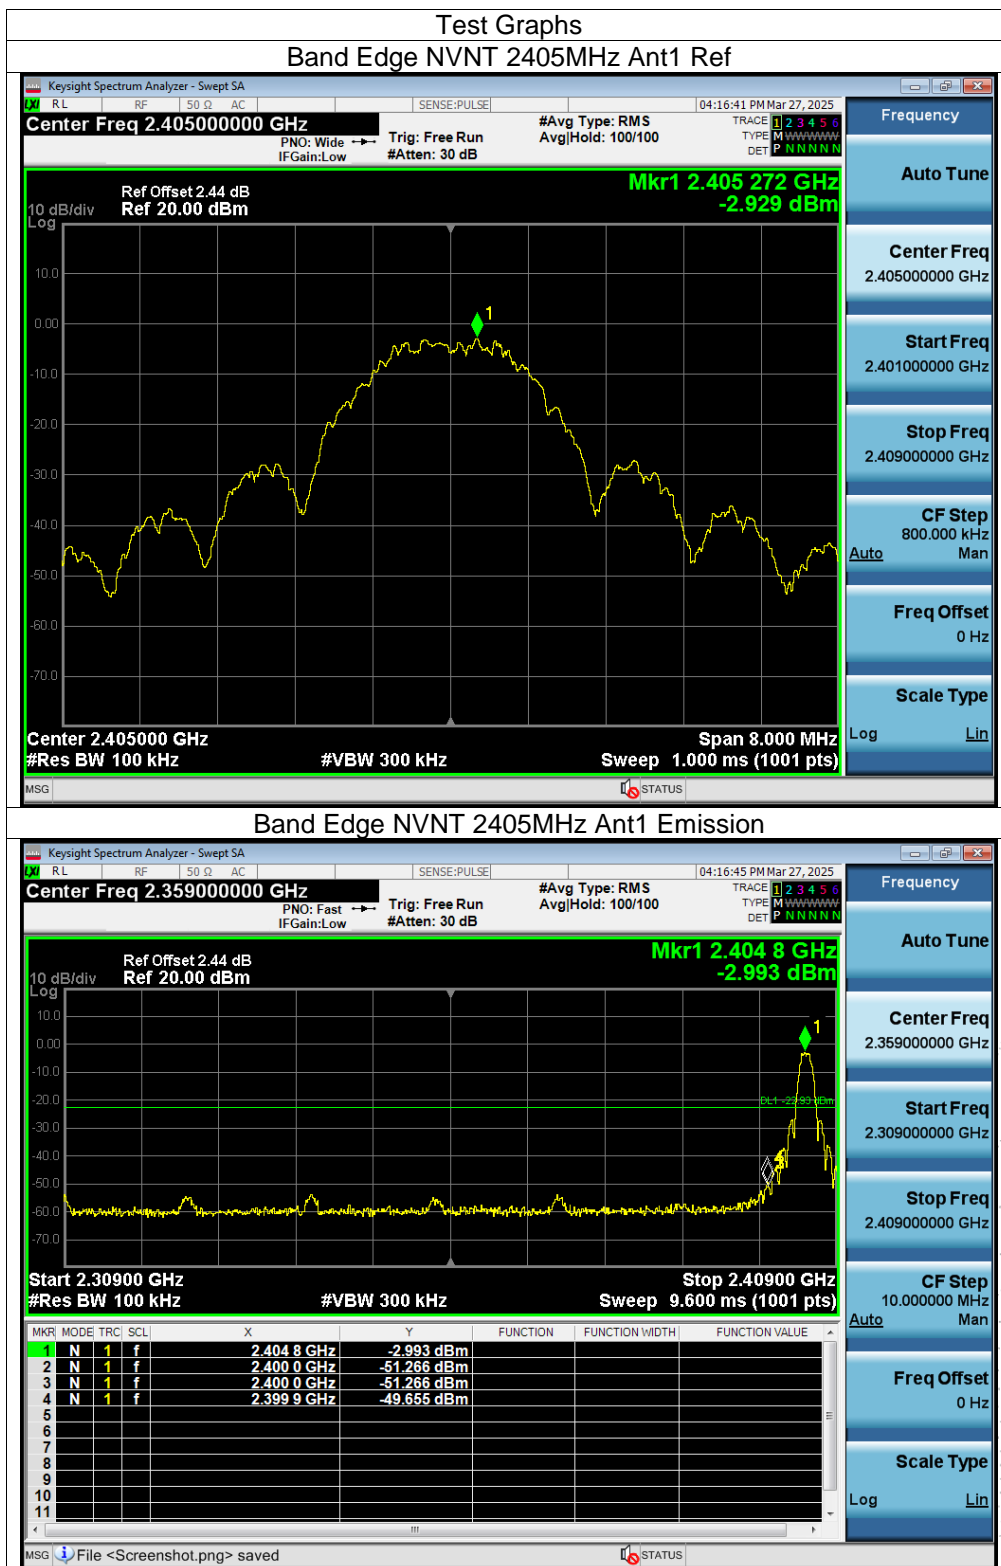 Test Graphs
Band Edge NVNT 2405MHz Ant1 Ref
Keysight Spectrum Analyzer - Swept SA
LXI RL RF 50 Ω AC SENSE:PULSE 04:16:41 PM Mar 27, 2025
Center Freq 2.405000000 GHz
PNO: Wide
IFGain:Low
Trig: Free Run
#Atten: 30 dB
#Avg Type: RMS
Avg|Hold: 100/100
TRACE 1 2 3 4 5 6
TYPE M WWWWW
DET P N N N N N
Ref Offset 2.44 dB
10 dB/div Ref 20.00 dBm
Log
Mkr1 2.405 272 GHz
-2.929 dBm
10.0
0.00
-10.0
-20.0
-30.0
-40.0
-50.0
-60.0
-70.0
1
Center 2.405000 GHz Span 8.000 MHz
#Res BW 100 kHz #VBW 300 kHz Sweep 1.000 ms (1001 pts)
MSG STATUS
Frequency
Auto Tune
Center Freq
2.405000000 GHz
Start Freq
2.401000000 GHz
Stop Freq
2.409000000 GHz
CF Step
800.000 kHz
Auto Man
Freq Offset
0 Hz
Scale Type
Log Lin
Band Edge NVNT 2405MHz Ant1 Emission
Keysight Spectrum Analyzer - Swept SA
LXI RL RF 50 Ω AC SENSE:PULSE 04:16:45 PM Mar 27, 2025
Center Freq 2.359000000 GHz
PNO: Fast
IFGain:Low
Trig: Free Run
#Atten: 30 dB
#Avg Type: RMS
Avg|Hold: 100/100
TRACE 1 2 3 4 5 6
TYPE M WWWWW
DET P N N N N N
Ref Offset 2.44 dB
10 dB/div Ref 20.00 dBm
Log
Mkr1 2.404 8 GHz
-2.993 dBm
10.0
0.00
-10.0
-20.0
-30.0
-40.0
-50.0
-60.0
-70.0
1
DL1 -22.93 dBm
Start 2.30900 GHz Stop 2.40900 GHz
#Res BW 100 kHz #VBW 300 kHz Sweep 9.600 ms (1001 pts)
MKR MODE TRC SCL X Y FUNCTION FUNCTION WIDTH FUNCTION VALUE
1 N 1 f 2.404 8 GHz -2.993 dBm
2 N 1 f 2.400 0 GHz -51.266 dBm
3 N 1 f 2.400 0 GHz -51.266 dBm
4 N 1 f 2.399 9 GHz -49.655 dBm
5
6
7
8
9
10
11
MSG File <Screenshot.png> saved STATUS
Frequency
Auto Tune
Center Freq
2.359000000 GHz
Start Freq
2.309000000 GHz
Stop Freq
2.409000000 GHz
CF Step
10.000000 MHz
Auto Man
Freq Offset
0 Hz
Scale Type
Log Lin